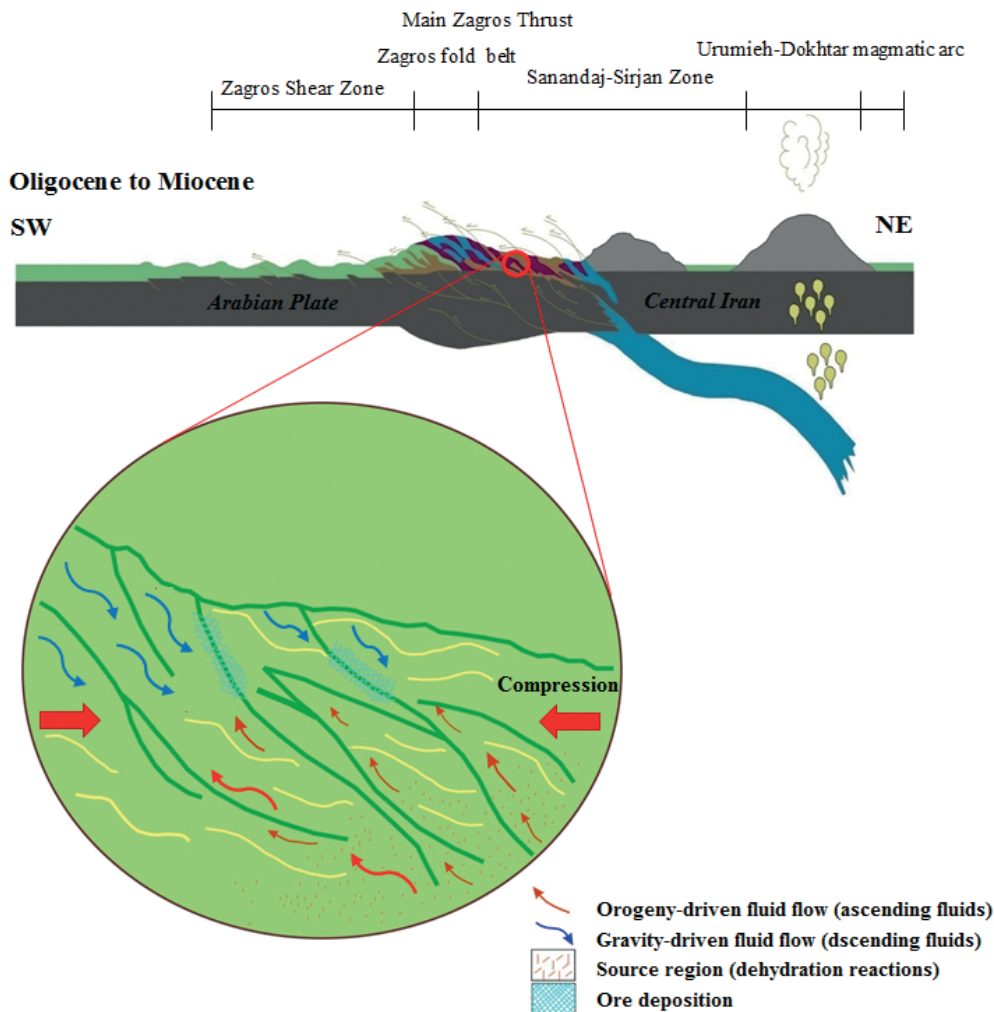 Main Zagros Thrust
Zagros fold belt
Urumieh-Dokhtar magmatic arc
Zagros Shear Zone
Sanandaj-Sirjan Zone
Oligocene to Miocene
SW
NE
Arabian Plate
Central Iran
Compression
Orogeny-driven fluid flow (ascending fluids)
Gravity-driven fluid flow (dscending fluids)
Source region (dehydration reactions)
Ore deposition